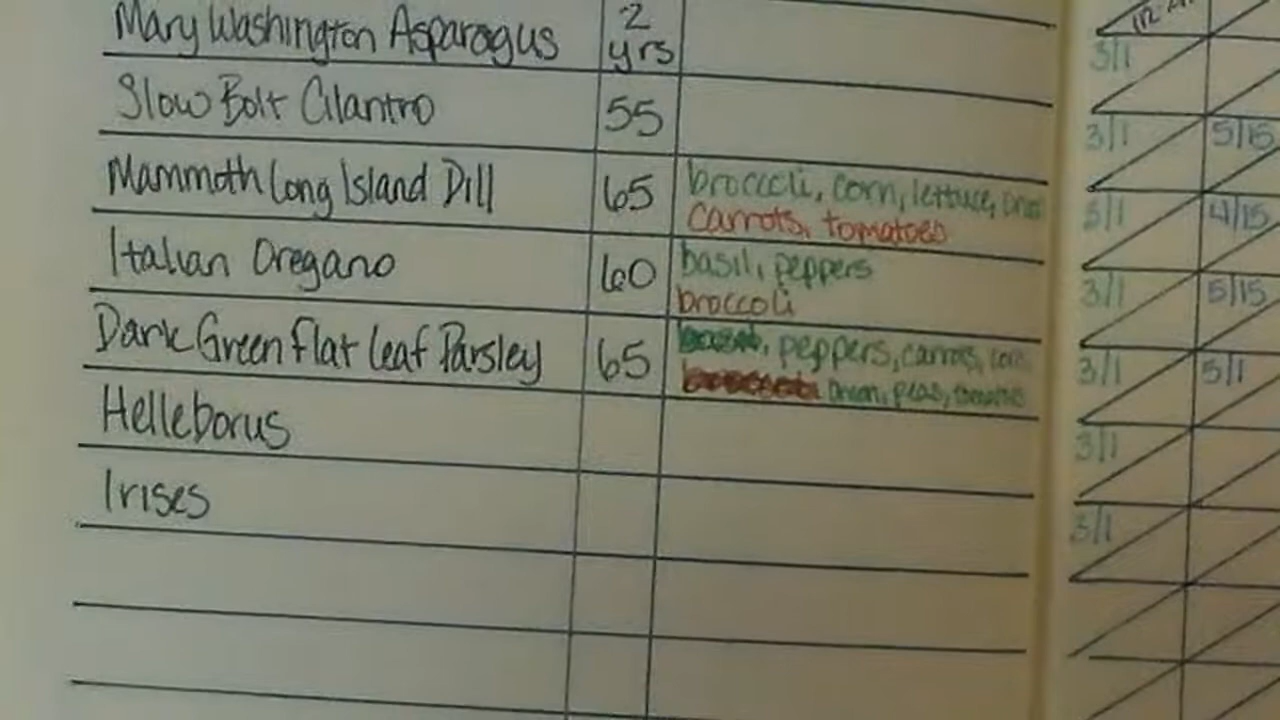 Mary Washington Asparagus 2 yrs
3/1
Slow Bolt Cilantro 55
3/1 5/15
Mammoth Long Island Dill 65 broccoli, corn, lettuce,
carrots, tomatoes
3/1 4/15
Italian Oregano 60 basil, peppers
broccoli
3/1 5/15
Dark Green Flat Leaf Parsley 65 peppers, carrots,
onion, peas, tomatoes
3/1 5/1
Helleborus
3/1
Irises
3/1